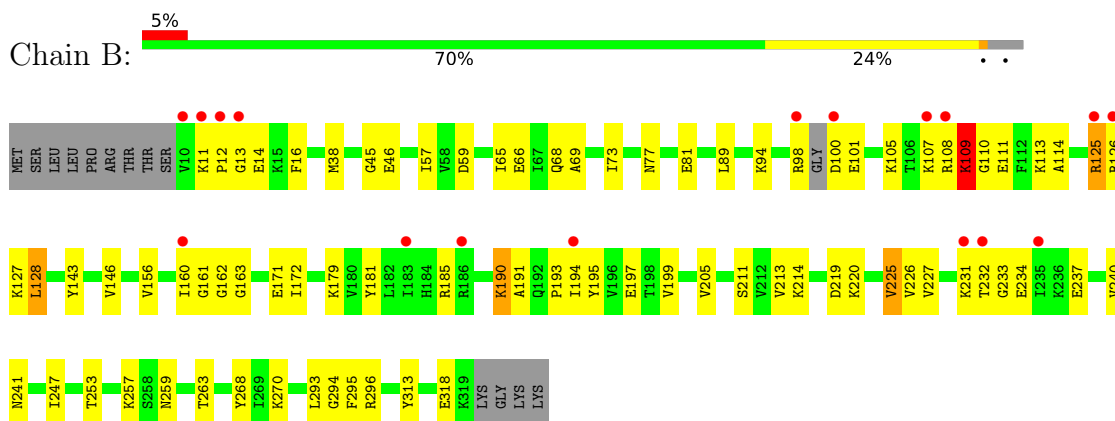 5%
Chain B:
70% 24% • •
MET SER LEU LEU PRO ARG THR THR SER V10 K11 P12 G13 E14 K15 F16 M38 G45 E46 I57 V58 D59 I65 E66 I67 Q68 A69 I73 N77 E81 L89 K94 R98 GLY D100 E101 K105 T106 K107 R108 K109 G110 E111 F112 K113 A114 R125 R126
K127 L128 Y143 V146 V156 I160 G161 G162 G163 E171 I172 K179 V180 Y181 L182 I183 H184 R185 R186 K190 A191 Q192 P193 I194 Y195 V196 E197 T198 V199 V205 S211 V212 V213 K214 D219 K220 V225 V226 V227 K231 T232 G233 E234 I235 K236 E237 V240
N241 I247 T253 K257 S258 N259 T263 Y268 I269 K270 L293 G294 F295 R296 Y313 E318 K319 LYS GLY LYS LYS